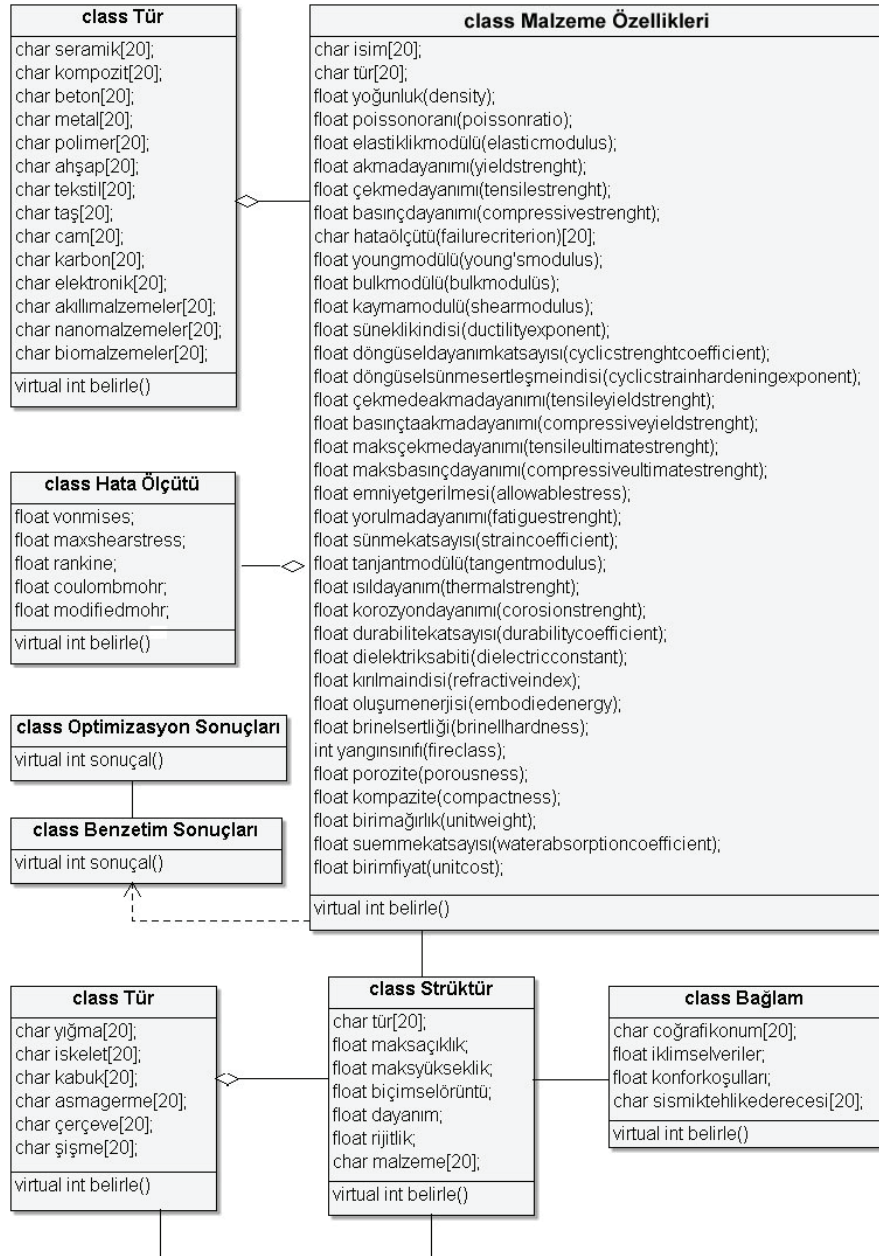 class Tür
char seramik[20];
char kompozit[20];
char beton[20];
char metal[20];
char polimer[20];
char ahşap[20];
char tekstil[20];
char taş[20];
char cam[20];
char karbon[20];
char elektronik[20];
char akıllımalzemeler[20];
char nanomalzemeler[20];
char biomalzemeler[20];
virtual int belirle()
class Malzeme Özellikleri
char isim[20];
char tür[20];
float yoğunluk(density);
float poissonoranı(poissonratio);
float elastiklikmodülü(elasticmodulus);
float akmadayanımı(yieldstrenght);
float çekmedayanımı(tensilestrenght);
float basınçdayanımı(compressivestrenght);
char hataölçütü(failurecriterion)[20];
float youngmodülü(young'smodulus);
float bulkmodülü(bulkmodulüs);
float kaymamodulü(shearmodulus);
float süneklikindisi(ductilityexponent);
float döngüseldayanımkatsayısı(cyclicstrenghtcoefficient);
float döngüselsünmesertleşmeindisi(cyclicstrainhardeningexponent);
float çekmedeakmadayanımı(tensileyieldstrenght);
float basınçtaakmadayanımı(compressiveyieldstrenght);
float maksçekmedayanımı(tensileultimatestrenght);
float maksbasınçdayanımı(compressiveultimatestrenght);
float emniyetgerilmesi(allowablestress);
float yorulmadayanımı(fatiguestrenght);
float sünmekatsayısı(straincoefficient);
float tanjantmodülü(tangentmodulus);
float ısıldayanım(thermalstrenght);
float korozyondayanımı(corosionstrenght);
float durabilitekatsayısı(durabilitycoefficient);
float dielektriksabiti(dielectricconstant);
float kırılmaindisi(refractiveindex);
float oluşumenerjisi(embodiedenergy);
float brinelsertliği(brinellhardness);
int yangınsınıfı(fireclass);
float porozite(porousness);
float kompazite(compactness);
float birimağırlık(unitweight);
float suemmekatsayısı(waterabsorptioncoefficient);
float birimfiyat(unitcost);
virtual int belirle()
class Hata Ölçütü
float vonmises;
float maxshearstress;
float rankine;
float coulombmohr;
float modifiedmohr;
virtual int belirle()
class Optimizasyon Sonuçları
virtual int sonuçal()
class Benzetim Sonuçları
virtual int sonuçal()
class Tür
char yığma[20];
char iskelet[20];
char kabuk[20];
char asmagerme[20];
char çerçeve[20];
char şişme[20];
virtual int belirle()
class Strüktür
char tür[20];
float maksaçıklık;
float maksyükseklik;
float biçimselörüntü;
float dayanım;
float rijitlik;
char malzeme[20];
virtual int belirle()
class Bağlam
char coğrafikonum[20];
float iklimselveriler;
float konforkoşulları;
char sismiktehlikederecesi[20];
virtual int belirle()